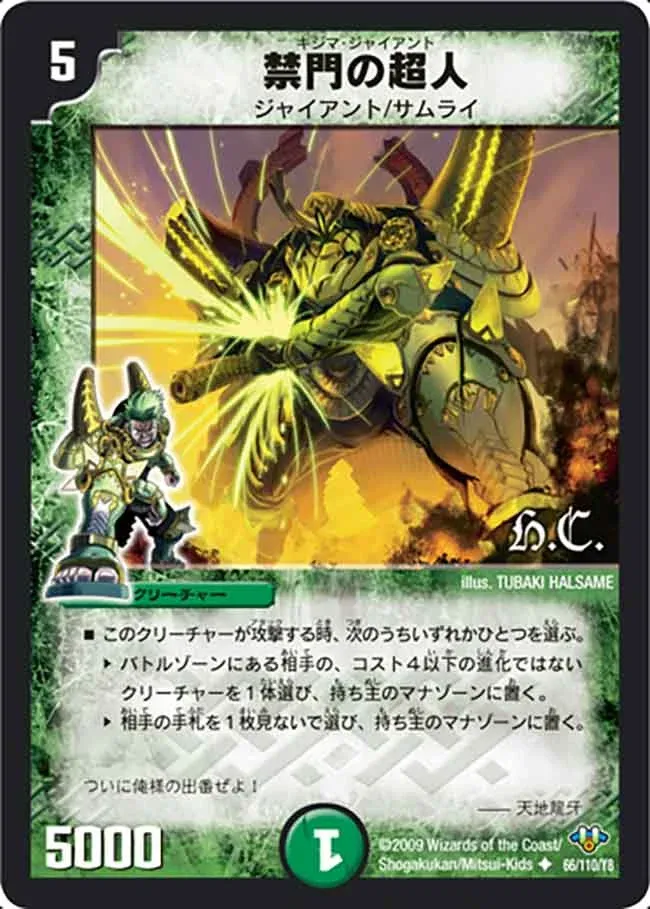 5
キジマ・ジャイアント
禁門の超人
ジャイアント/サムライ
H.C.
illus. TUBAKI HALSAME
クリーチャー
■ このクリーチャーが攻撃する時、次のうちいずれかひとつを選ぶ。
▶ バトルゾーンにある相手の、コスト4以下の進化ではない
クリーチャーを1体選び、持ち主のマナゾーンに置く。
▶ 相手の手札を1枚見ないで選び、持ち主のマナゾーンに置く。
ついに俺様の出番ぜよ!
—— 天地龍牙
5000
1
©2009 Wizards of the Coast/
Shogakukan/Mitsui-Kids ◆ 66/110/Y8